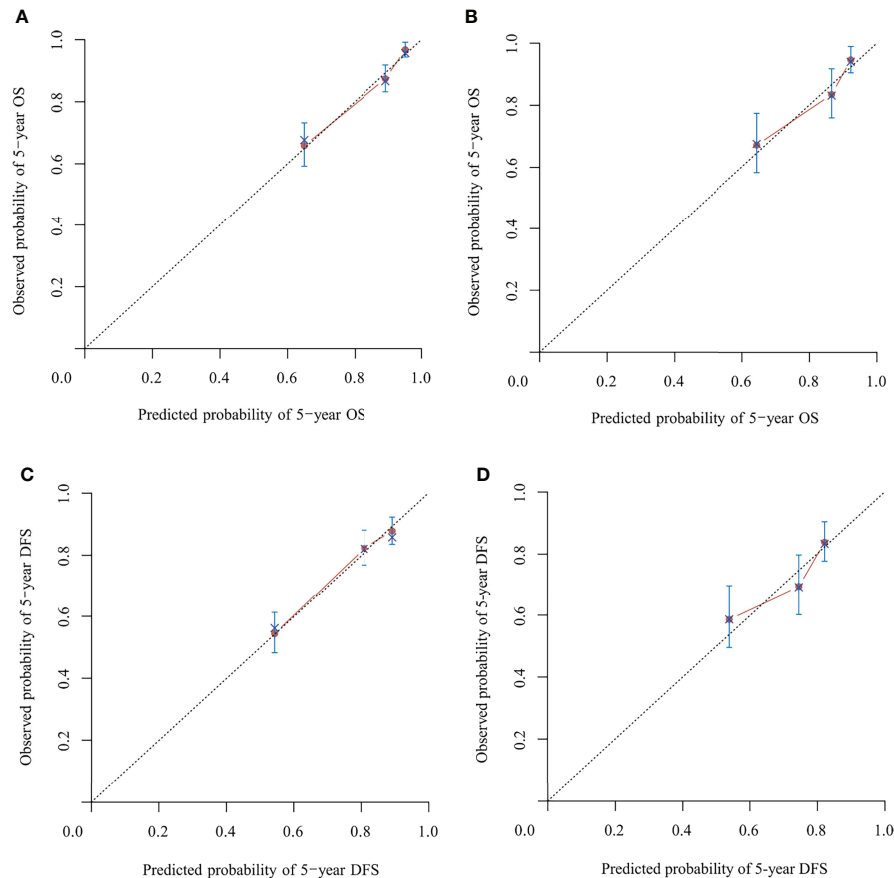 A
Observed probability of 5−year OS
1.0
0.8
0.6
0.4
0.2
0.0 0.2 0.4 0.6 0.8 1.0
Predicted probability of 5−year OS
B
Observed probability of 5−year OS
1.0
0.8
0.6
0.4
0.2
0.0 0.2 0.4 0.6 0.8 1.0
Predicted probability of 5−year OS
C
Observed probability of 5−year DFS
1.0
0.8
0.6
0.4
0.2
0.0 0.2 0.4 0.6 0.8 1.0
Predicted probability of 5−year DFS
D
Observed probability of 5-year DFS
1.0
0.8
0.6
0.4
0.2
0.0 0.2 0.4 0.6 0.8 1.0
Predicted probability of 5-year DFS